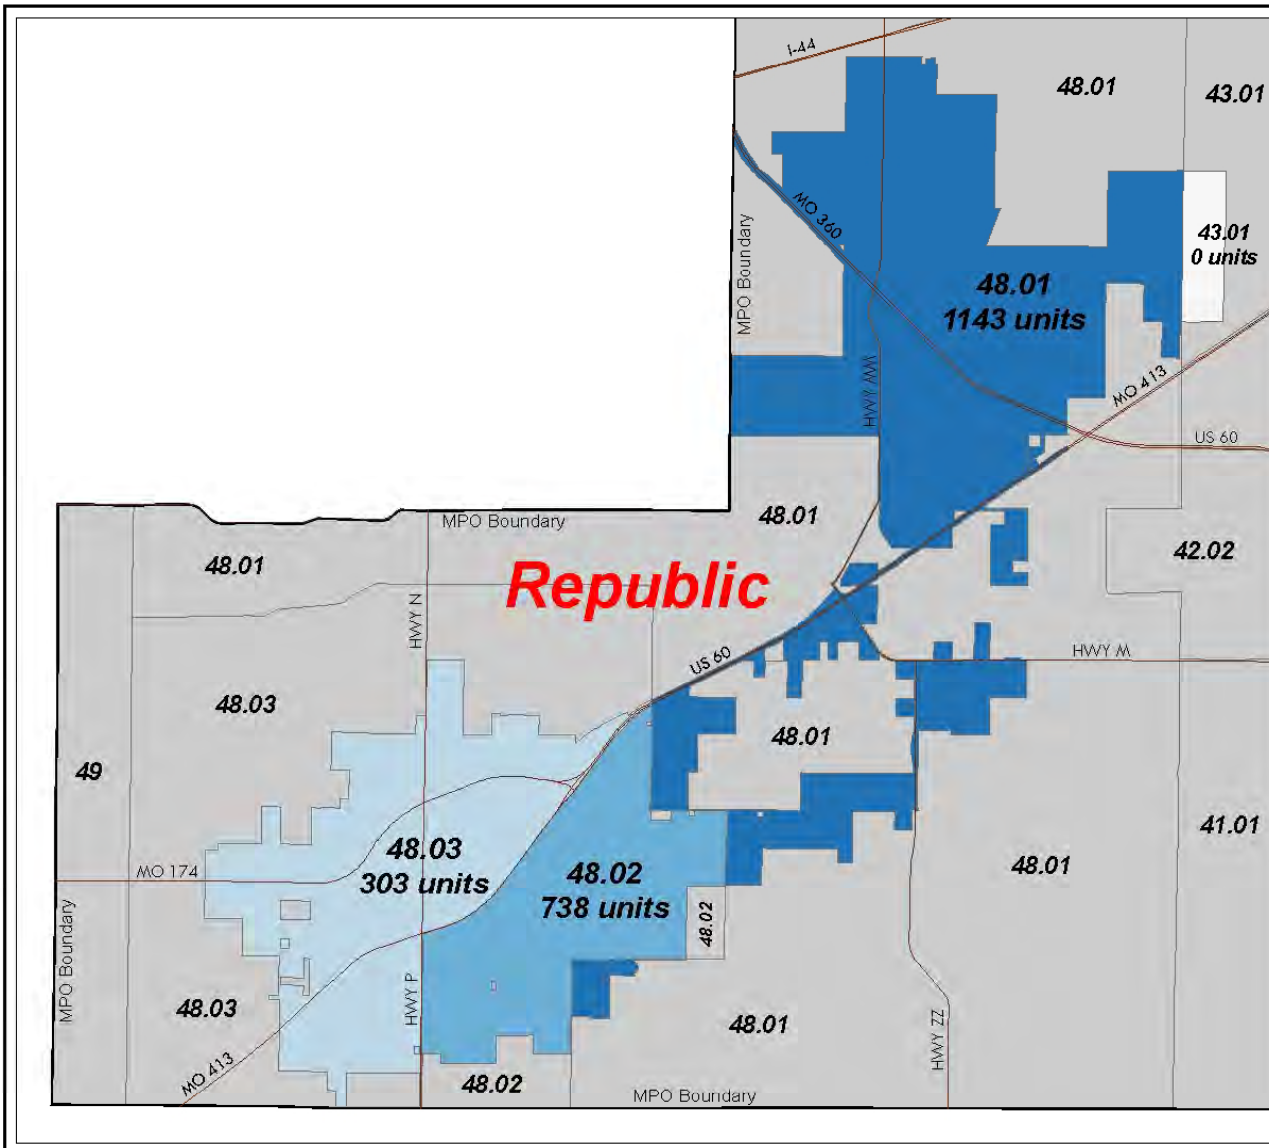 I-44
48.01
43.01
MO 360
MPO Boundary
43.01
0 units
48.01
1143 units
HWY WW
MO 413
US 60
48.01
MPO Boundary
42.02
48.01
Republic
HWY N
US 60
HWY M
48.03
48.01
49
41.01
48.03
303 units
48.02
738 units
MO 174
48.01
48.02
MPO Boundary
HWY P
48.03
48.01
HWY ZZ
MO 413
48.02
MPO Boundary